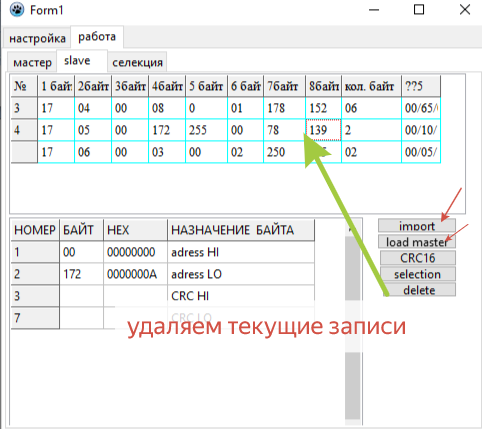 Form1
настройка работа
мастер slave селекция
№ 1 байт 2байт 3байт 4байт 5 байт 6 байт 7байт 8байт кол. байт ??5
3 17 04 00 08 0 01 178 152 06 00/65/
4 17 05 00 172 255 00 78 139 2 00/10/
17 06 00 03 00 02 250 02 00/05/
НОМЕР БАЙТ HEX НАЗНАЧЕНИЕ БАЙТА
1 00 00000000 adress HI
2 172 0000000A adress LO
3 CRC HI
7 CRC LO
import
load master
CRC16
selection
delete
удаляем текущие записи